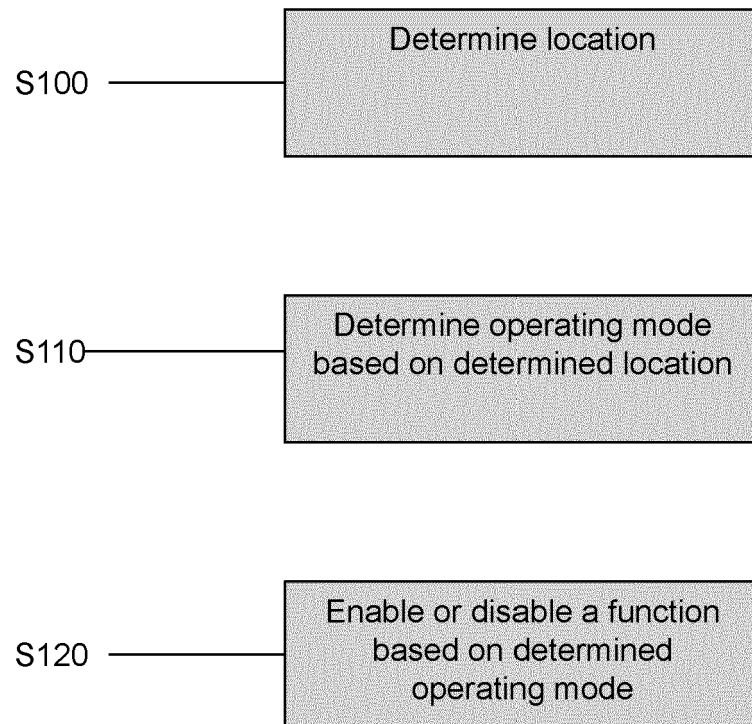 Determine location
S100
Determine operating mode
based on determined location
S110
Enable or disable a function
based on determined
operating mode
S120